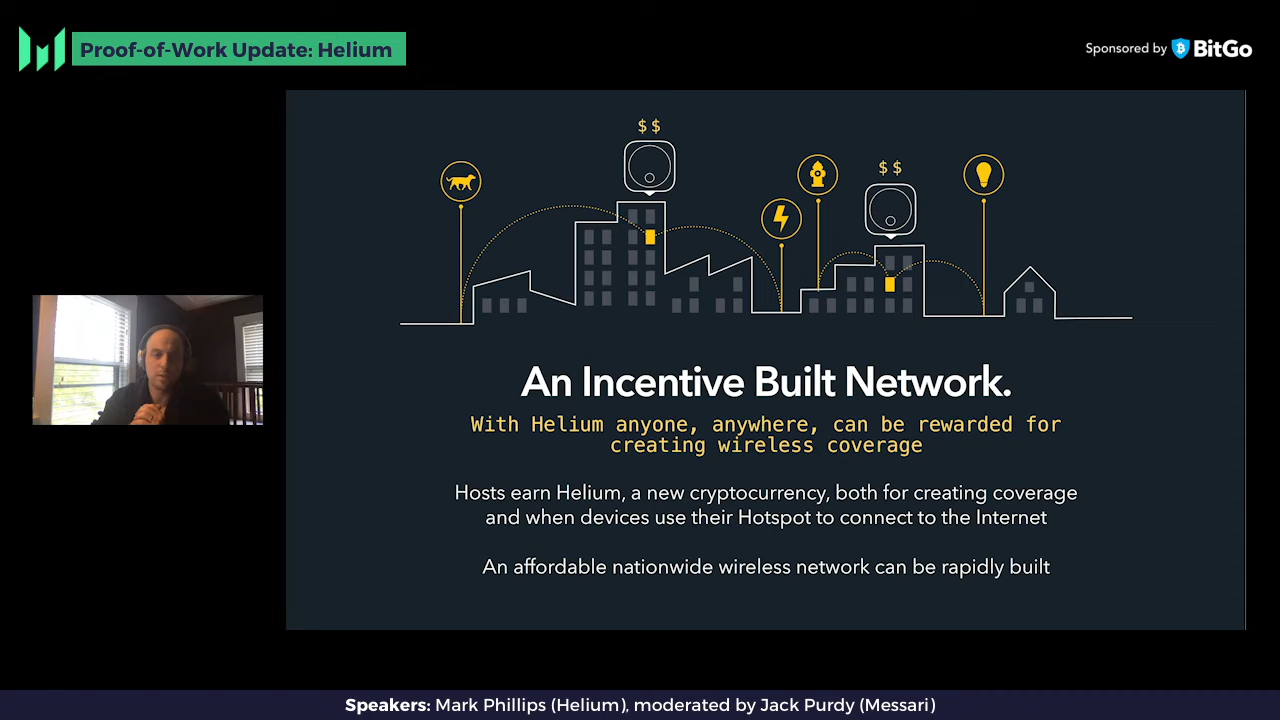 Proof-of-Work Update: Helium
Sponsored by BitGo
$$
$$
An Incentive Built Network.
With Helium anyone, anywhere, can be rewarded for
creating wireless coverage
Hosts earn Helium, a new cryptocurrency, both for creating coverage
and when devices use their Hotspot to connect to the Internet
An affordable nationwide wireless network can be rapidly built
Speakers: Mark Phillips (Helium), moderated by Jack Purdy (Messari)